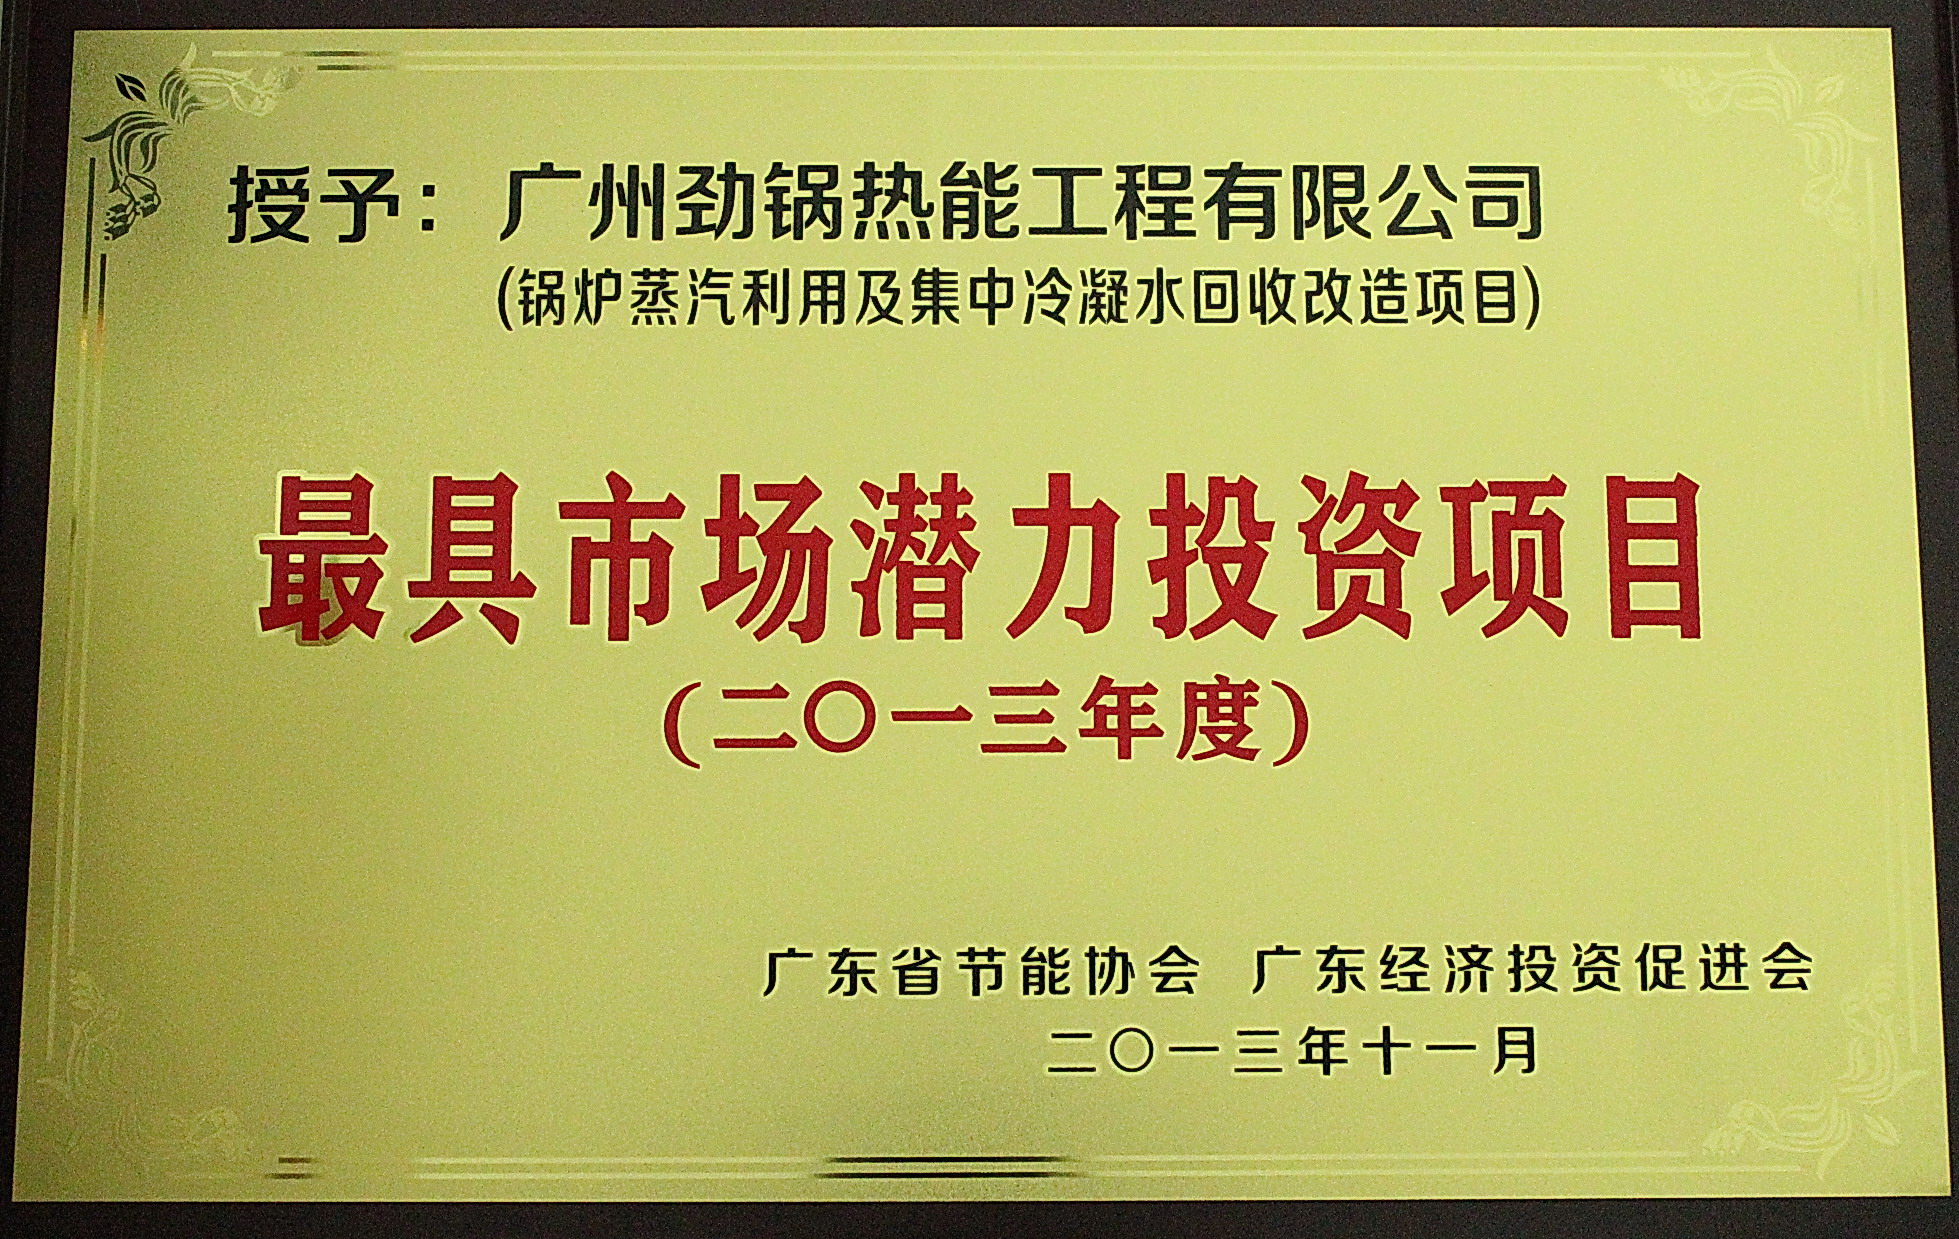 授予：广州劲锅热能工程有限公司
(锅炉蒸汽利用及集中冷凝水回收改造项目)
最具市场潜力投资项目
(二〇一三年度)
广东省节能协会 广东经济投资促进会
二〇一三年十一月